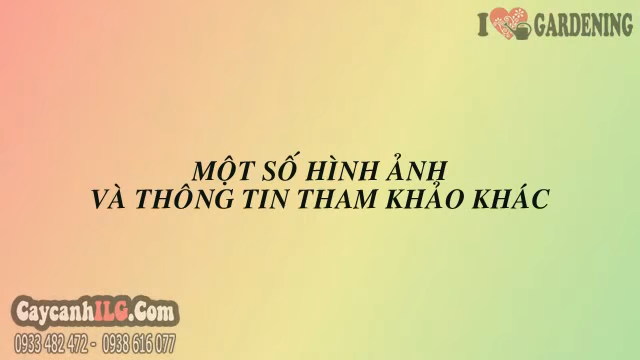 I GARDENING
MỘT SỐ HÌNH ẢNH
VÀ THÔNG TIN THAM KHẢO KHÁC
CaycanhILG.Com
0933 482 472 - 0938 616 077